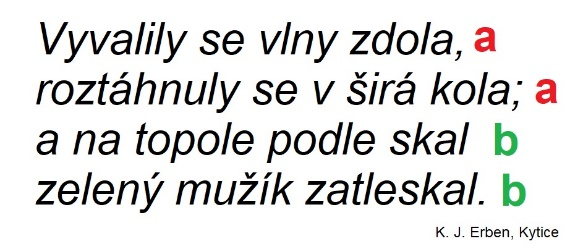 Vyvalily se vlny zdola, a
roztáhnuly se v širá kola; a
a na topole podle skal b
zelený mužík zatleskal. b
K. J. Erben, Kytice